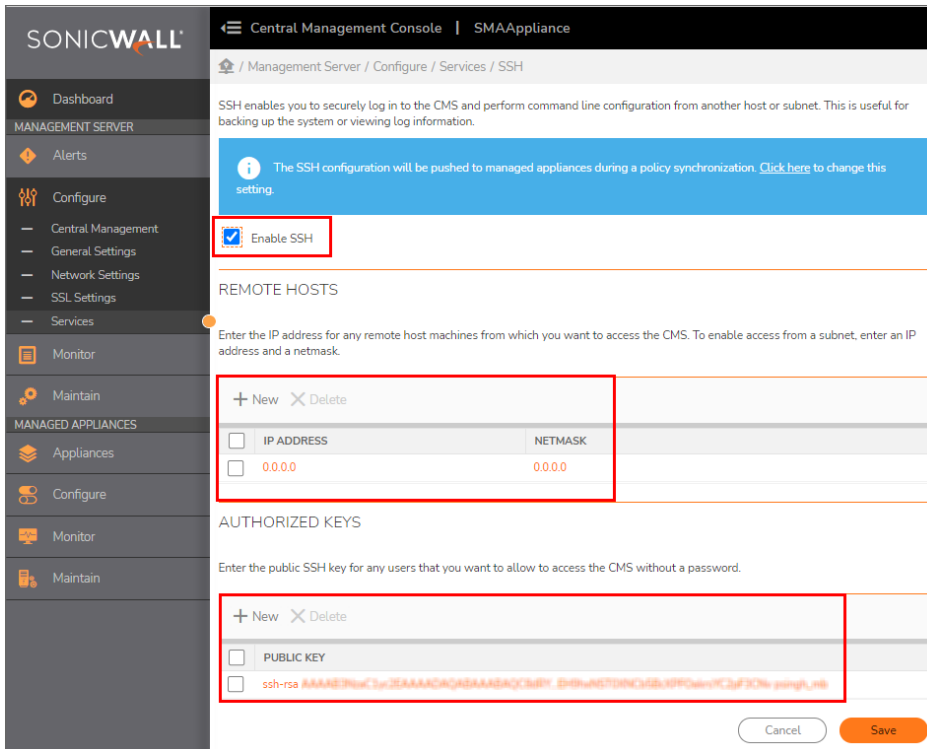 SONICWALL
Central Management Console | SMAAppliance
/ Management Server / Configure / Services / SSH
Dashboard
MANAGEMENT SERVER
Alerts
Configure
Central Management
General Settings
Network Settings
SSL Settings
Services
Monitor
Maintain
MANAGED APPLIANCES
Appliances
Configure
Monitor
Maintain
SSH enables you to securely log in to the CMS and perform command line configuration from another host or subnet. This is useful for
backing up the system or viewing log information.
The SSH configuration will be pushed to managed appliances during a policy synchronization. Click here to change this
setting.
Enable SSH
REMOTE HOSTS
Enter the IP address for any remote host machines from which you want to access the CMS. To enable access from a subnet, enter an IP
address and a netmask.
New Delete
IP ADDRESS NETMASK
0.0.0.0 0.0.0.0
AUTHORIZED KEYS
Enter the public SSH key for any users that you want to allow to access the CMS without a password.
New Delete
PUBLIC KEY
ssh-rsa
Cancel Save